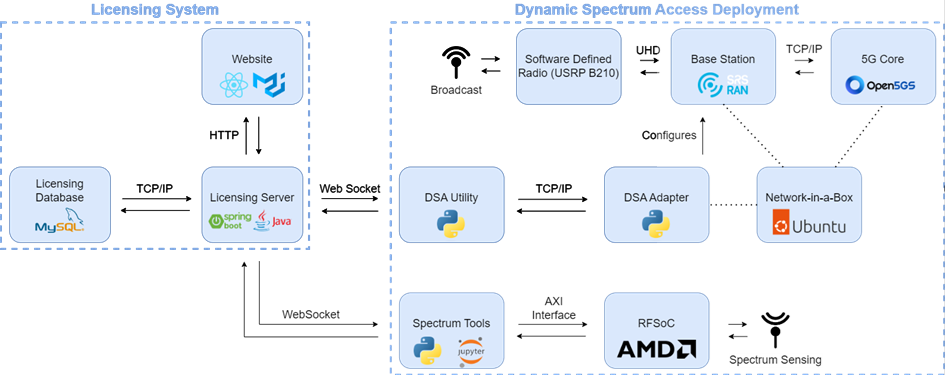 Licensing System
Dynamic Spectrum Access Deployment
Website
Software Defined
Radio (USRP B210)
UHD
Base Station
SRS
RAN
TCP/IP
5G Core
Open5GS
Broadcast
HTTP
Configures
Licensing
Database
MySQL
TCP/IP
Licensing Server
spring
boot
Java
Web Socket
DSA Utility
TCP/IP
DSA Adapter
Network-in-a-Box
Ubuntu
WebSocket
Spectrum Tools
jupyter
AXI
Interface
RFSoC
AMD
Spectrum Sensing